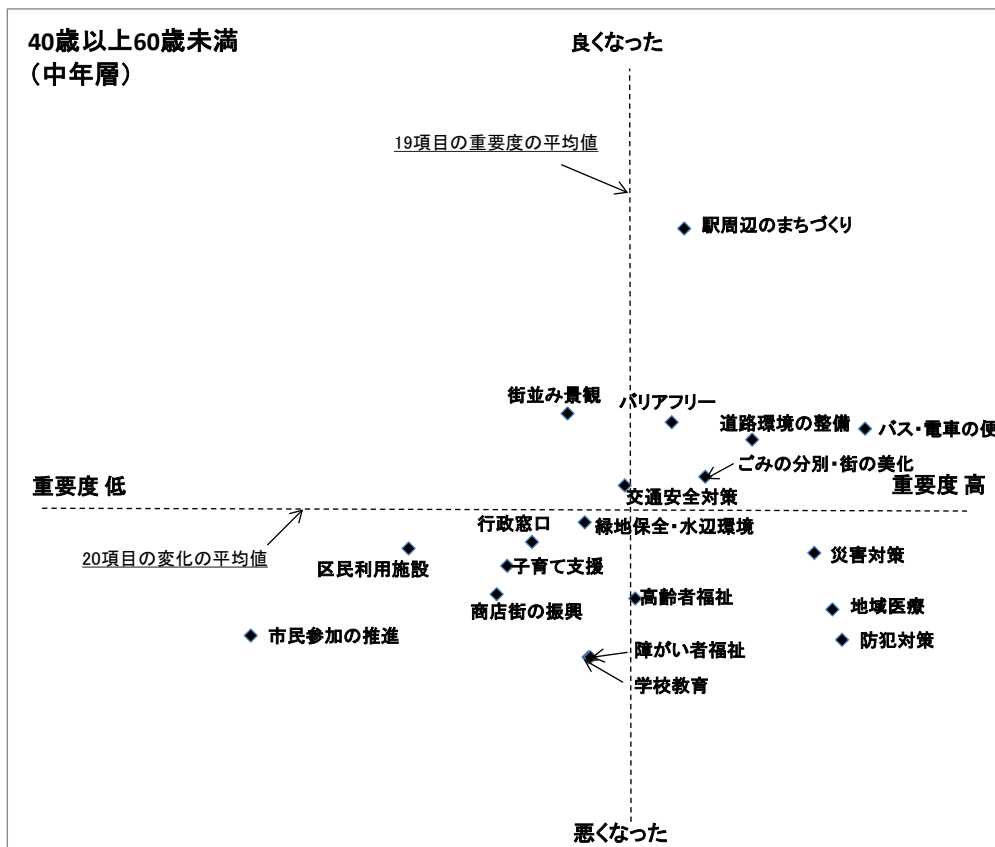 40歳以上60歳未満
（中年層）
良くなった
19項目の重要度の平均値
駅周辺のまちづくり
街並み景観
バリアフリー
道路環境の整備
バス・電車の便
ごみの分別・街の美化
重要度 低
重要度 高
交通安全対策
行政窓口
緑地保全・水辺環境
20項目の変化の平均値
区民利用施設
子育て支援
災害対策
商店街の振興
高齢者福祉
地域医療
市民参加の推進
防犯対策
障がい者福祉
学校教育
悪くなった